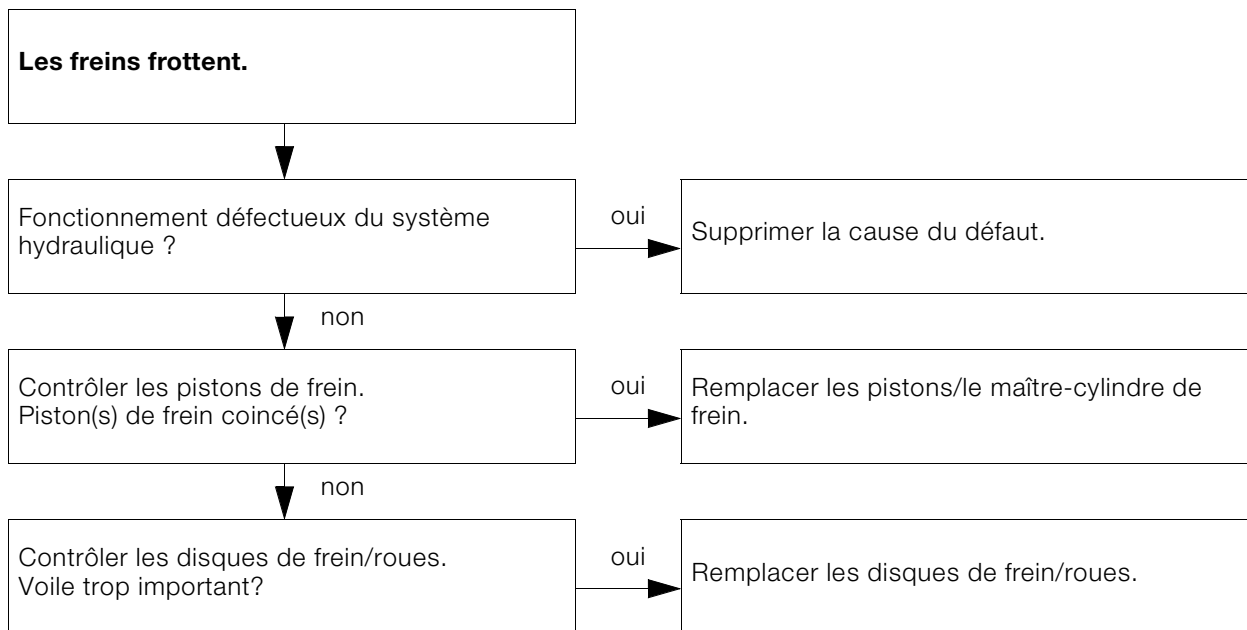 Les freins frottent.
Fonctionnement défectueux du système
hydraulique ?
oui
Supprimer la cause du défaut.
non
Contrôler les pistons de frein.
Piston(s) de frein coincé(s) ?
oui
Remplacer les pistons/le maître-cylindre de
frein.
non
Contrôler les disques de frein/roues.
Voile trop important?
oui
Remplacer les disques de frein/roues.